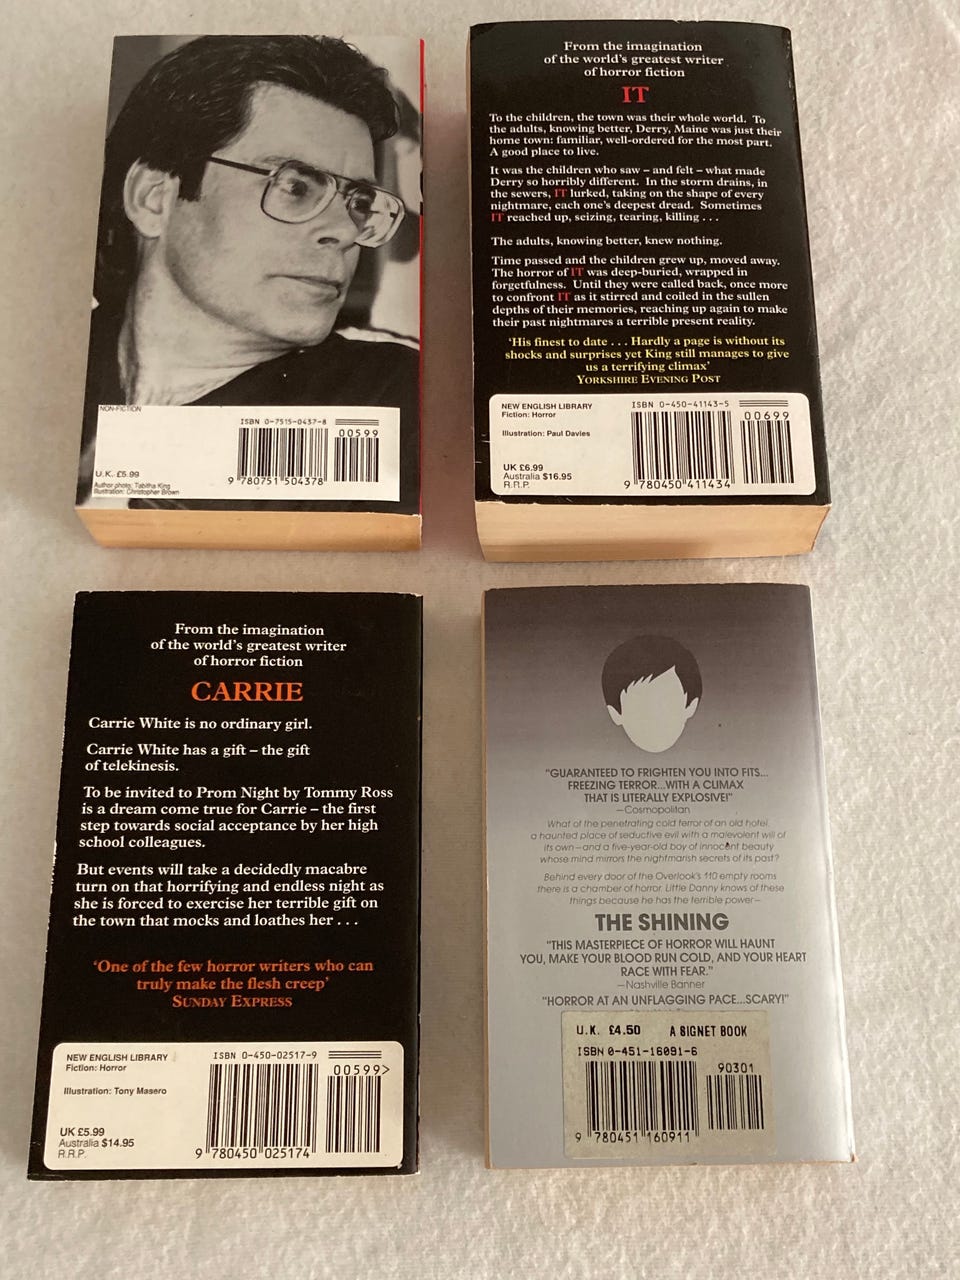 NON-FICTION
ISBN 0-7515-0437-8
00599
U.K. £5.99
Author photo: Tabitha King
Illustration: Christopher Brown
9 780751 504378
From the imagination
of the world's greatest writer
of horror fiction
IT
To the children, the town was their whole world. To
the adults, knowing better, Derry, Maine was just their
home town: familiar, well-ordered for the most part.
A good place to live.
It was the children who saw – and felt – what made
Derry so horribly different. In the storm drains, in
the sewers, IT lurked, taking on the shape of every
nightmare, each one's deepest dread. Sometimes
IT reached up, seizing, tearing, killing . . .
The adults, knowing better, knew nothing.
Time passed and the children grew up, moved away.
The horror of IT was deep-buried, wrapped in
forgetfulness. Until they were called back, once more
to confront IT as it stirred and coiled in the sullen
depths of their memories, reaching up again to make
their past nightmares a terrible present reality.
'His finest to date . . . Hardly a page is without its
shocks and surprises yet King still manages to give
us a terrifying climax'
YORKSHIRE EVENING POST
NEW ENGLISH LIBRARY
Fiction: Horror
Illustration: Paul Davies
UK £6.99
Australia $16.95
R.R.P.
ISBN 0-450-41143-5
00699
9 780450 411434
From the imagination
of the world's greatest writer
of horror fiction
CARRIE
Carrie White is no ordinary girl.
Carrie White has a gift – the gift
of telekinesis.
To be invited to Prom Night by Tommy Ross
is a dream come true for Carrie – the first
step towards social acceptance by her high
school colleagues.
But events will take a decidedly macabre
turn on that horrifying and endless night as
she is forced to exercise her terrible gift on
the town that mocks and loathes her . . .
'One of the few horror writers who can
truly make the flesh creep'
SUNDAY EXPRESS
NEW ENGLISH LIBRARY
Fiction: Horror
Illustration: Tony Masero
UK £5.99
Australia $14.95
R.R.P.
ISBN 0-450-02517-9
00599>
9 780450 025174
"GUARANTEED TO FRIGHTEN YOU INTO FITS...
FREEZING TERROR...WITH A CLIMAX
THAT IS LITERALLY EXPLOSIVE!"
—Cosmopolitan
What of the penetrating cold terror of an old hotel,
a haunted place of seductive evil with a malevolent will of
its own—and a five-year-old boy of innocent beauty
whose mind mirrors the nightmarish secrets of its past?
Behind every door of the Overlook's 110 empty rooms
there is a chamber of horror. Little Danny knows of these
things because he has the terrible power—
THE SHINING
"THIS MASTERPIECE OF HORROR WILL HAUNT
YOU, MAKE YOUR BLOOD RUN COLD, AND YOUR HEART
RACE WITH FEAR."
—Nashville Banner
"HORROR AT AN UNFLAGGING PACE...SCARY!"
U.K. £4.50 A SIGNET BOOK
ISBN 0-451-16091-6
90301
9 780451 160911